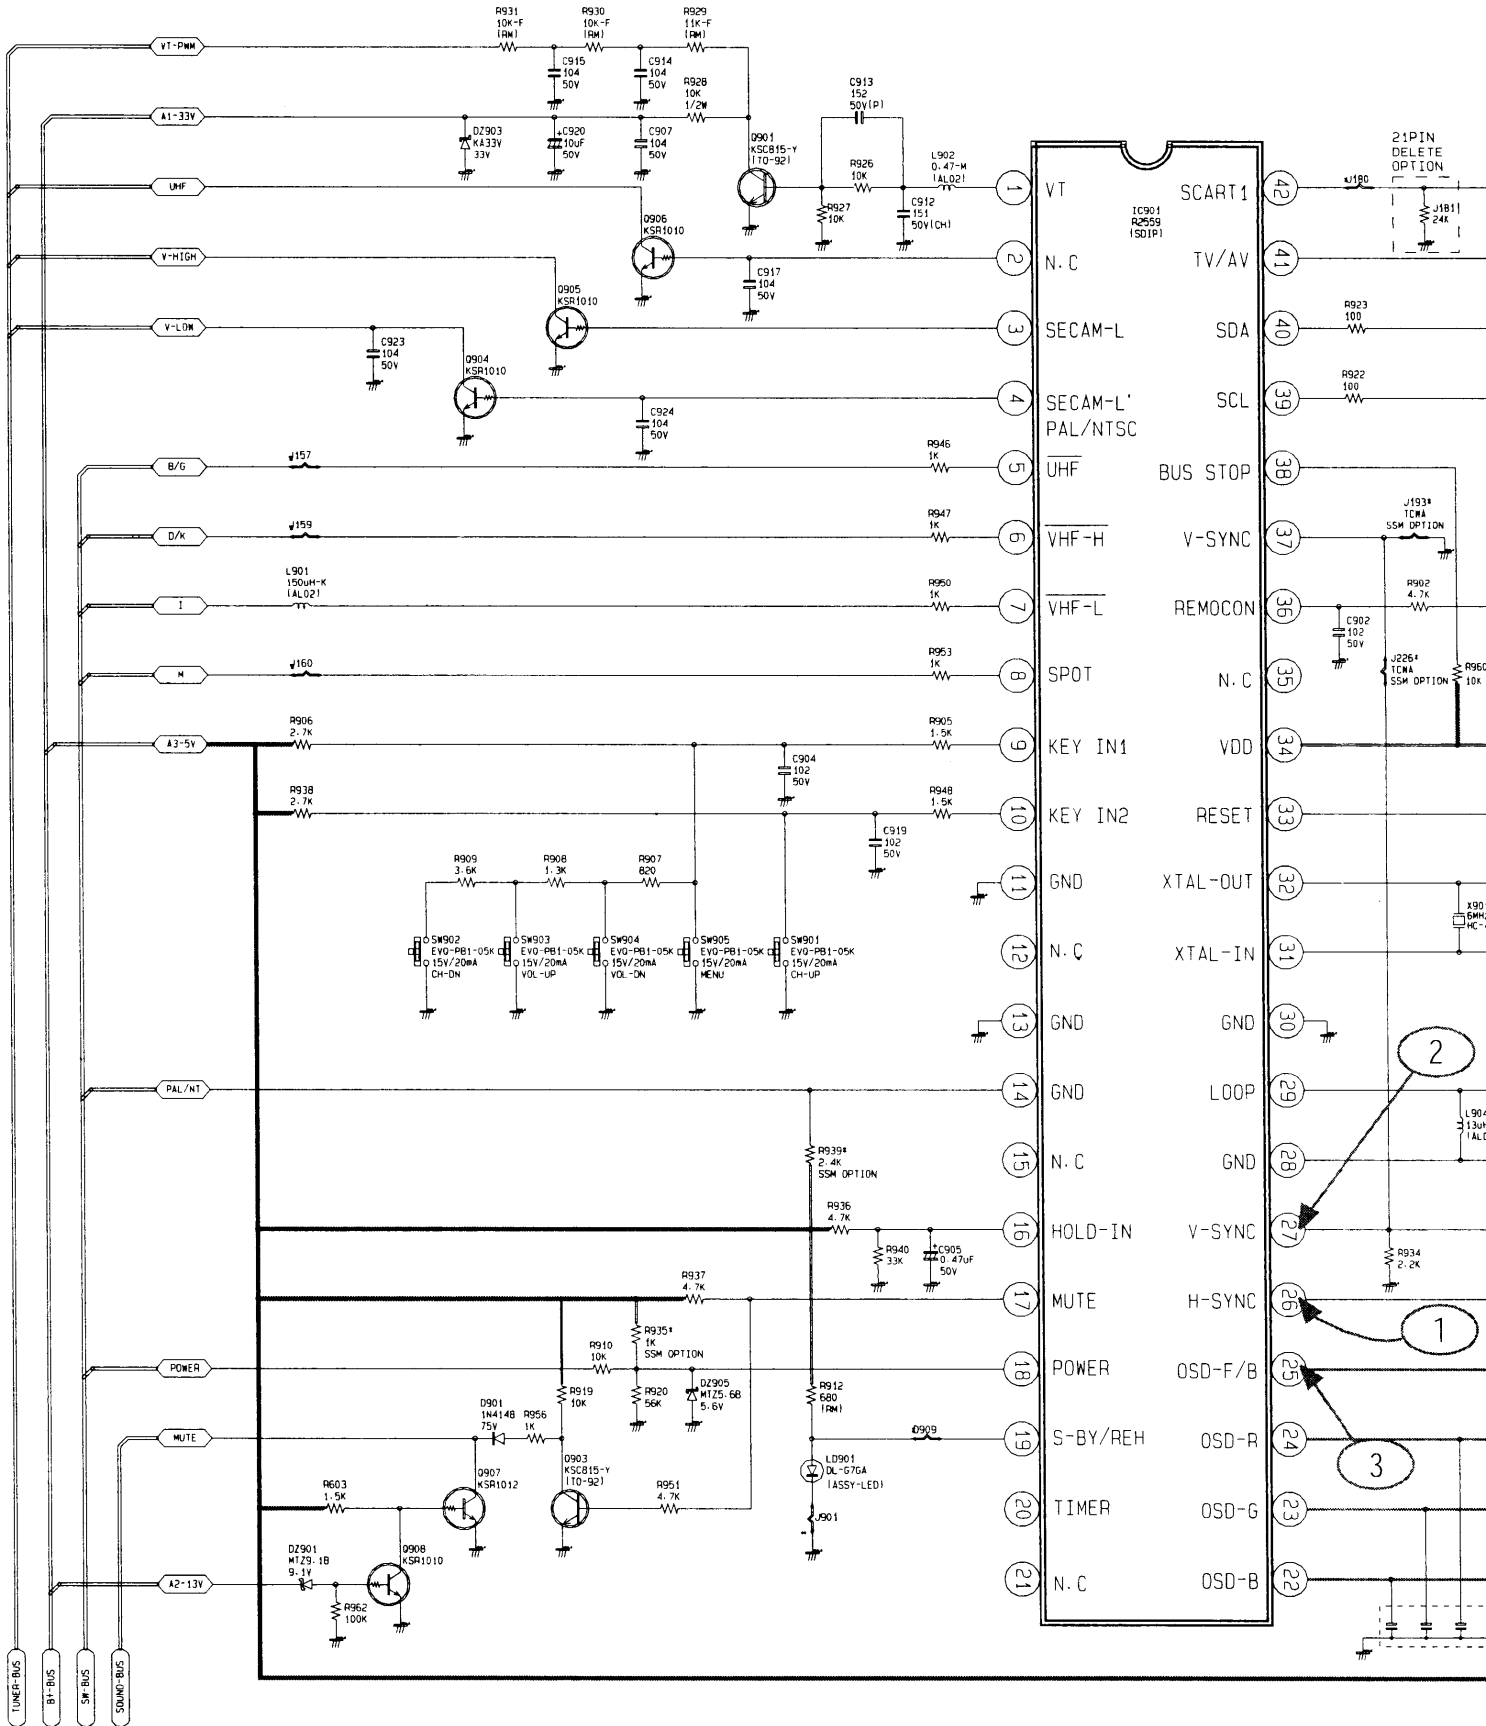 R931
10K-F
(RM)
R930
10K-F
(RM)
R929
11K-F
(RM)
VT-PWM
C915
104
50V
C914
104
50V
R928
10K
1/2W
C913
152
50V(P)
A1-33V
DZ903
KA33V
33V
C920
10uF
50V
C907
104
50V
Q901
KSC815-Y
(TO-92)
R926
10K
L902
0.47-M
(AL02)
21PIN
DELETE
OPTION
UHF
1
VT
SCART1
42
J180
R927
10K
C912
151
50V(CH)
IC901
R2559
(SDIP)
J181
24K
Q906
KSR1010
V-HIGH
2
N.C
TV/AV
41
C917
104
50V
Q905
KSR1010
R923
100
V-LOW
3
SECAM-L
SDA
40
C923
104
50V
Q904
KSR1010
R922
100
4
SECAM-L'
PAL/NTSC
SCL
39
C924
104
50V
B/G
J157
R946
1K
5
UHF
BUS STOP
38
J193*
TCWA
SSM OPTION
D/K
J159
R947
1K
6
VHF-H
V-SYNC
37
L901
150uH-K
(AL02)
R902
4.7K
I
R950
1K
7
VHF-L
REMOCON
36
C902
102
50V
M
J160
R953
1K
8
SPOT
N.C
35
J226*
TCWA
SSM OPTION
R960
10K
A3-5V
R906
2.7K
R905
1.5K
9
KEY IN1
VDD
34
C904
102
50V
R938
2.7K
R948
1.5K
10
KEY IN2
RESET
33
C919
102
50V
R909
3.6K
R908
1.3K
R907
820
11
GND
XTAL-OUT
32
SW902
EVQ-PB1-05K
15V/20mA
CH-DN
SW903
EVQ-PB1-05K
15V/20mA
VOL-UP
SW904
EVQ-PB1-05K
15V/20mA
VOL-DN
SW905
EVQ-PB1-05K
15V/20mA
MENU
SW901
EVQ-PB1-05K
15V/20mA
CH-UP
12
N.C
XTAL-IN
31
13
GND
GND
30
2
PAL/NT
14
GND
LOOP
29
R939*
2.4K
SSM OPTION
15
N.C
GND
28
R936
4.7K
16
HOLD-IN
V-SYNC
27
R940
33K
C905
0.47uF
50V
R934
2.2K
R937
4.7K
17
MUTE
H-SYNC
26
1
R935*
1K
SSM OPTION
R910
10K
POWER
18
POWER
OSD-F/B
25
R919
10K
R920
56K
DZ905
MTZ5.6B
5.6V
R912
680
(RM)
D901
1N4148
75V
R956
1K
MUTE
D909
19
S-BY/REH
OSD-R
24
3
Q903
KSC815-Y
(TO-92)
LD901
DL-G7GA
(ASSY-LED)
R603
1.5K
Q907
KSR1012
R951
4.7K
J901
20
TIMER
OSD-G
23
DZ901
MTZ9.1B
9.1V
Q908
KSR1010
A2-13V
21
N.C
OSD-B
22
R962
100K
TUNER-BUS
B+-BUS
SW-BUS
SOUND-BUS